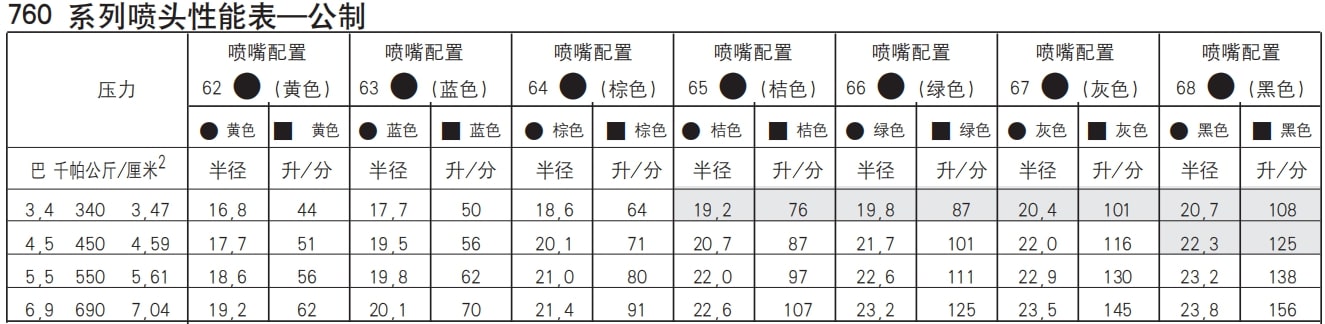 760 系列喷头性能表—公制
压力 喷嘴配置 喷嘴配置 喷嘴配置 喷嘴配置 喷嘴配置 喷嘴配置 喷嘴配置
62 ● (黄色) 63 ● (蓝色) 64 ● (棕色) 65 ● (桔色) 66 ● (绿色) 67 ● (灰色) 68 ● (黑色)
● 黄色 ■ 黄色 ● 蓝色 ■ 蓝色 ● 棕色 ■ 棕色 ● 桔色 ■ 桔色 ● 绿色 ■ 绿色 ● 灰色 ■ 灰色 ● 黑色 ■ 黑色
巴 千帕公斤/厘米² 半径 升/分 半径 升/分 半径 升/分 半径 升/分 半径 升/分 半径 升/分 半径 升/分
3,4 340 3,47 16,8 44 17,7 50 18,6 64 19,2 76 19,8 87 20,4 101 20,7 108
4,5 450 4,59 17,7 51 19,5 56 20,1 71 20,7 87 21,7 101 22,0 116 22,3 125
5,5 550 5,61 18,6 56 19,8 62 21,0 80 22,0 97 22,6 111 22,9 130 23,2 138
6,9 690 7,04 19,2 62 20,1 70 21,4 91 22,6 107 23,2 125 23,5 145 23,8 156